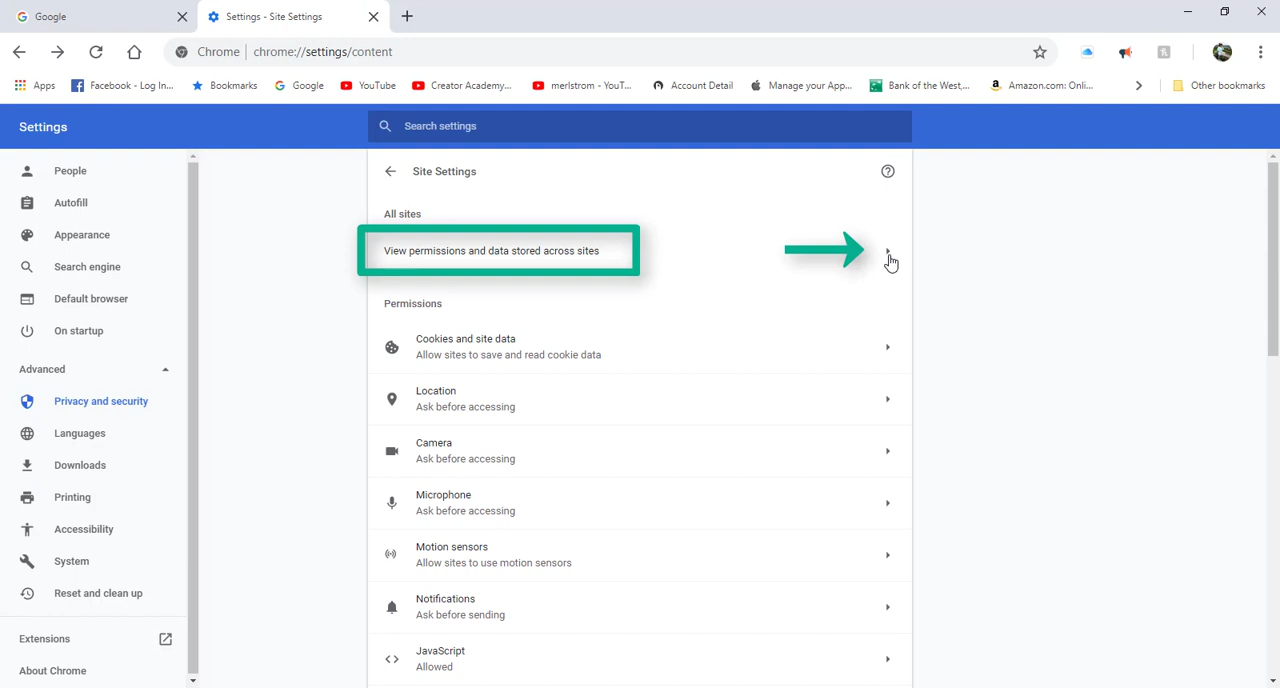 Google
Settings - Site Settings
Chrome
chrome://settings/content
Apps
Facebook - Log In...
Bookmarks
Google
YouTube
Creator Academy...
merlstrom - YouT...
Account Detail
Manage your App...
Bank of the West,...
Amazon.com: Onli...
Other bookmarks
Settings
Search settings
People
Autofill
Appearance
Search engine
Default browser
On startup
Advanced
Privacy and security
Languages
Downloads
Printing
Accessibility
System
Reset and clean up
Extensions
About Chrome
Site Settings
All sites
View permissions and data stored across sites
Permissions
Cookies and site data
Allow sites to save and read cookie data
Location
Ask before accessing
Camera
Ask before accessing
Microphone
Ask before accessing
Motion sensors
Allow sites to use motion sensors
Notifications
Ask before sending
JavaScript
Allowed